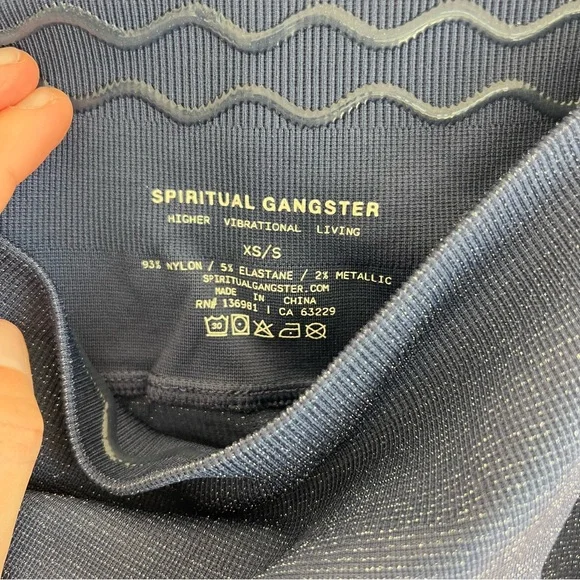 SPIRITUAL GANGSTER
HIGHER VIBRATIONAL LIVING
XS/S
93% NYLON / 5% ELASTANE / 2% METALLIC
SPIRITUALGANGSTER.COM
MADE IN CHINA
RN# 136981 | CA 63229
30